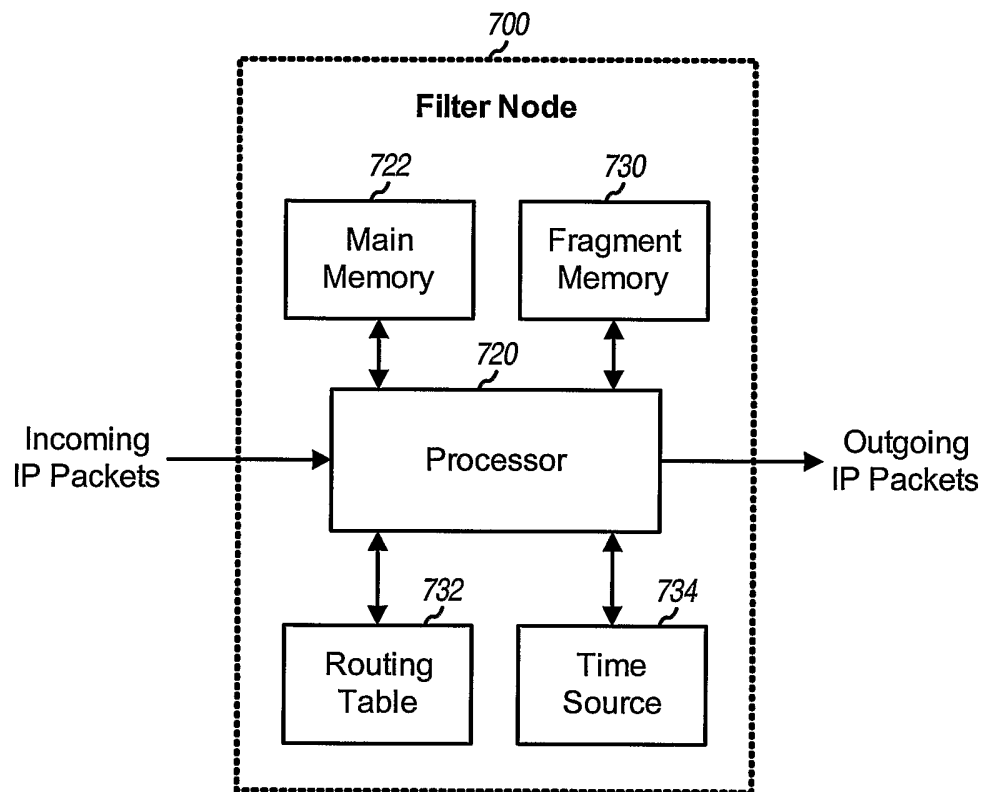 700
Filter Node
722
730
Main
Memory
Fragment
Memory
720
Incoming
IP Packets
Processor
Outgoing
IP Packets
732
734
Routing
Table
Time
Source